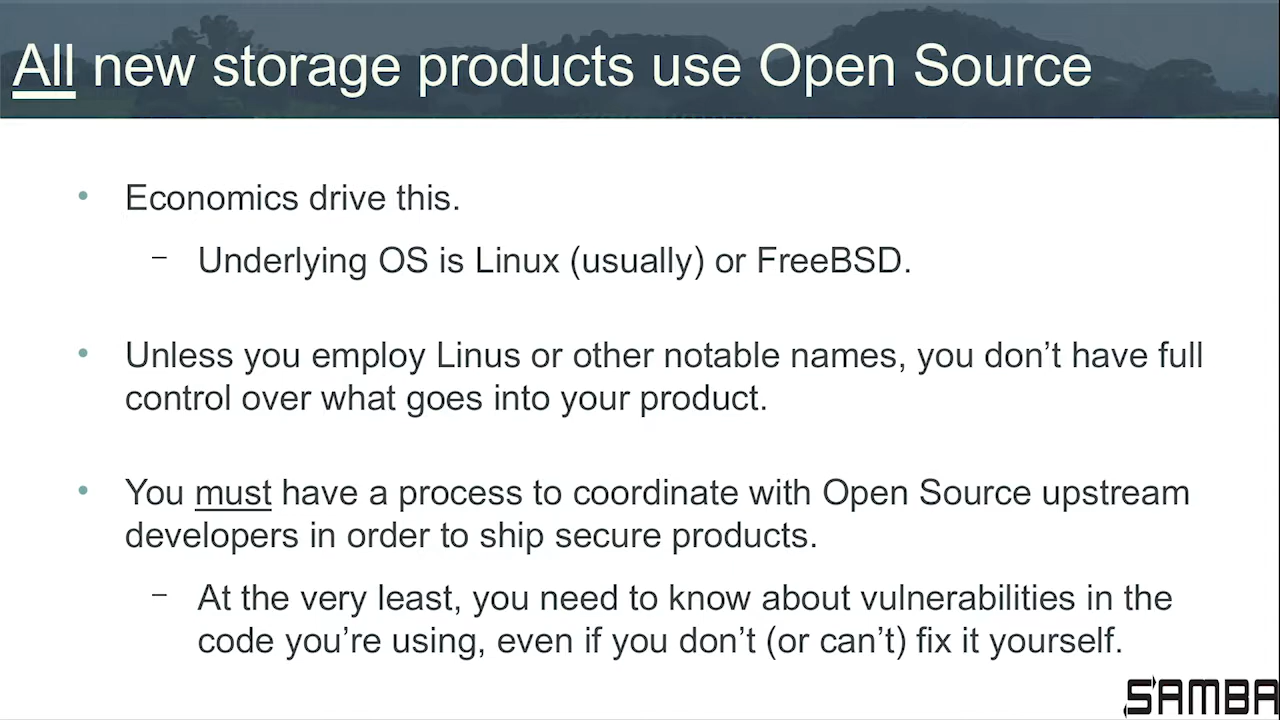 All new storage products use Open Source
• Economics drive this.
– Underlying OS is Linux (usually) or FreeBSD.
• Unless you employ Linus or other notable names, you don’t have full
control over what goes into your product.
• You must have a process to coordinate with Open Source upstream
developers in order to ship secure products.
– At the very least, you need to know about vulnerabilities in the
code you’re using, even if you don’t (or can’t) fix it yourself.
SAMBA